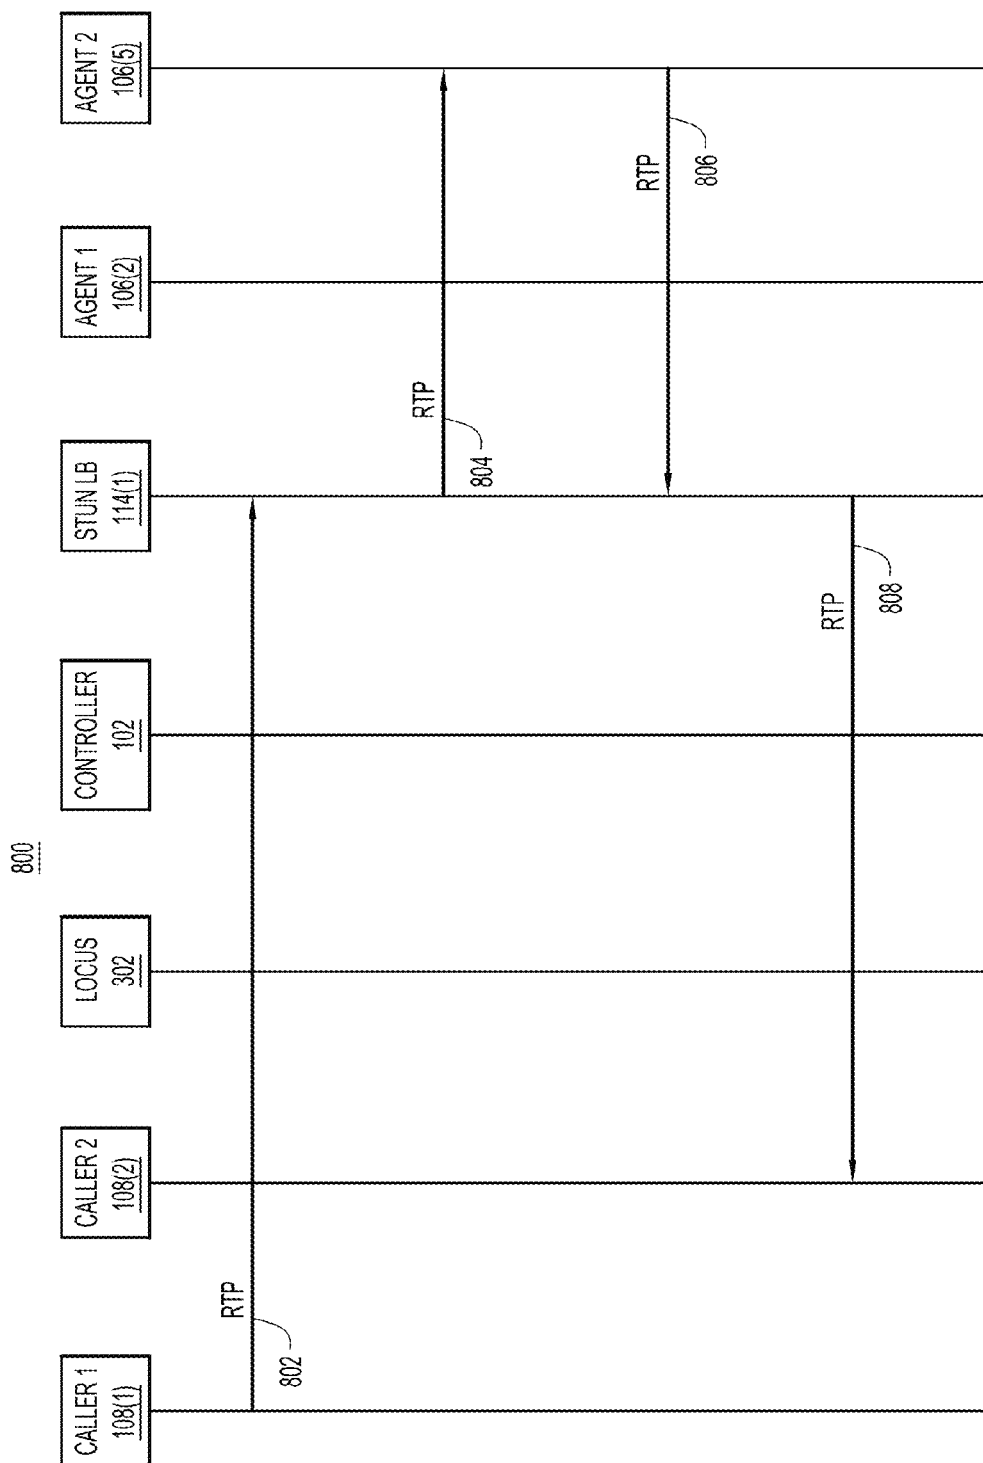 800
CALLER 1
108(1)
CALLER 2
108(2)
LOCUS
302
CONTROLLER
102
STUN LB
114(1)
AGENT 1
106(2)
AGENT 2
106(5)
RTP
802
RTP
804
RTP
806
RTP
808